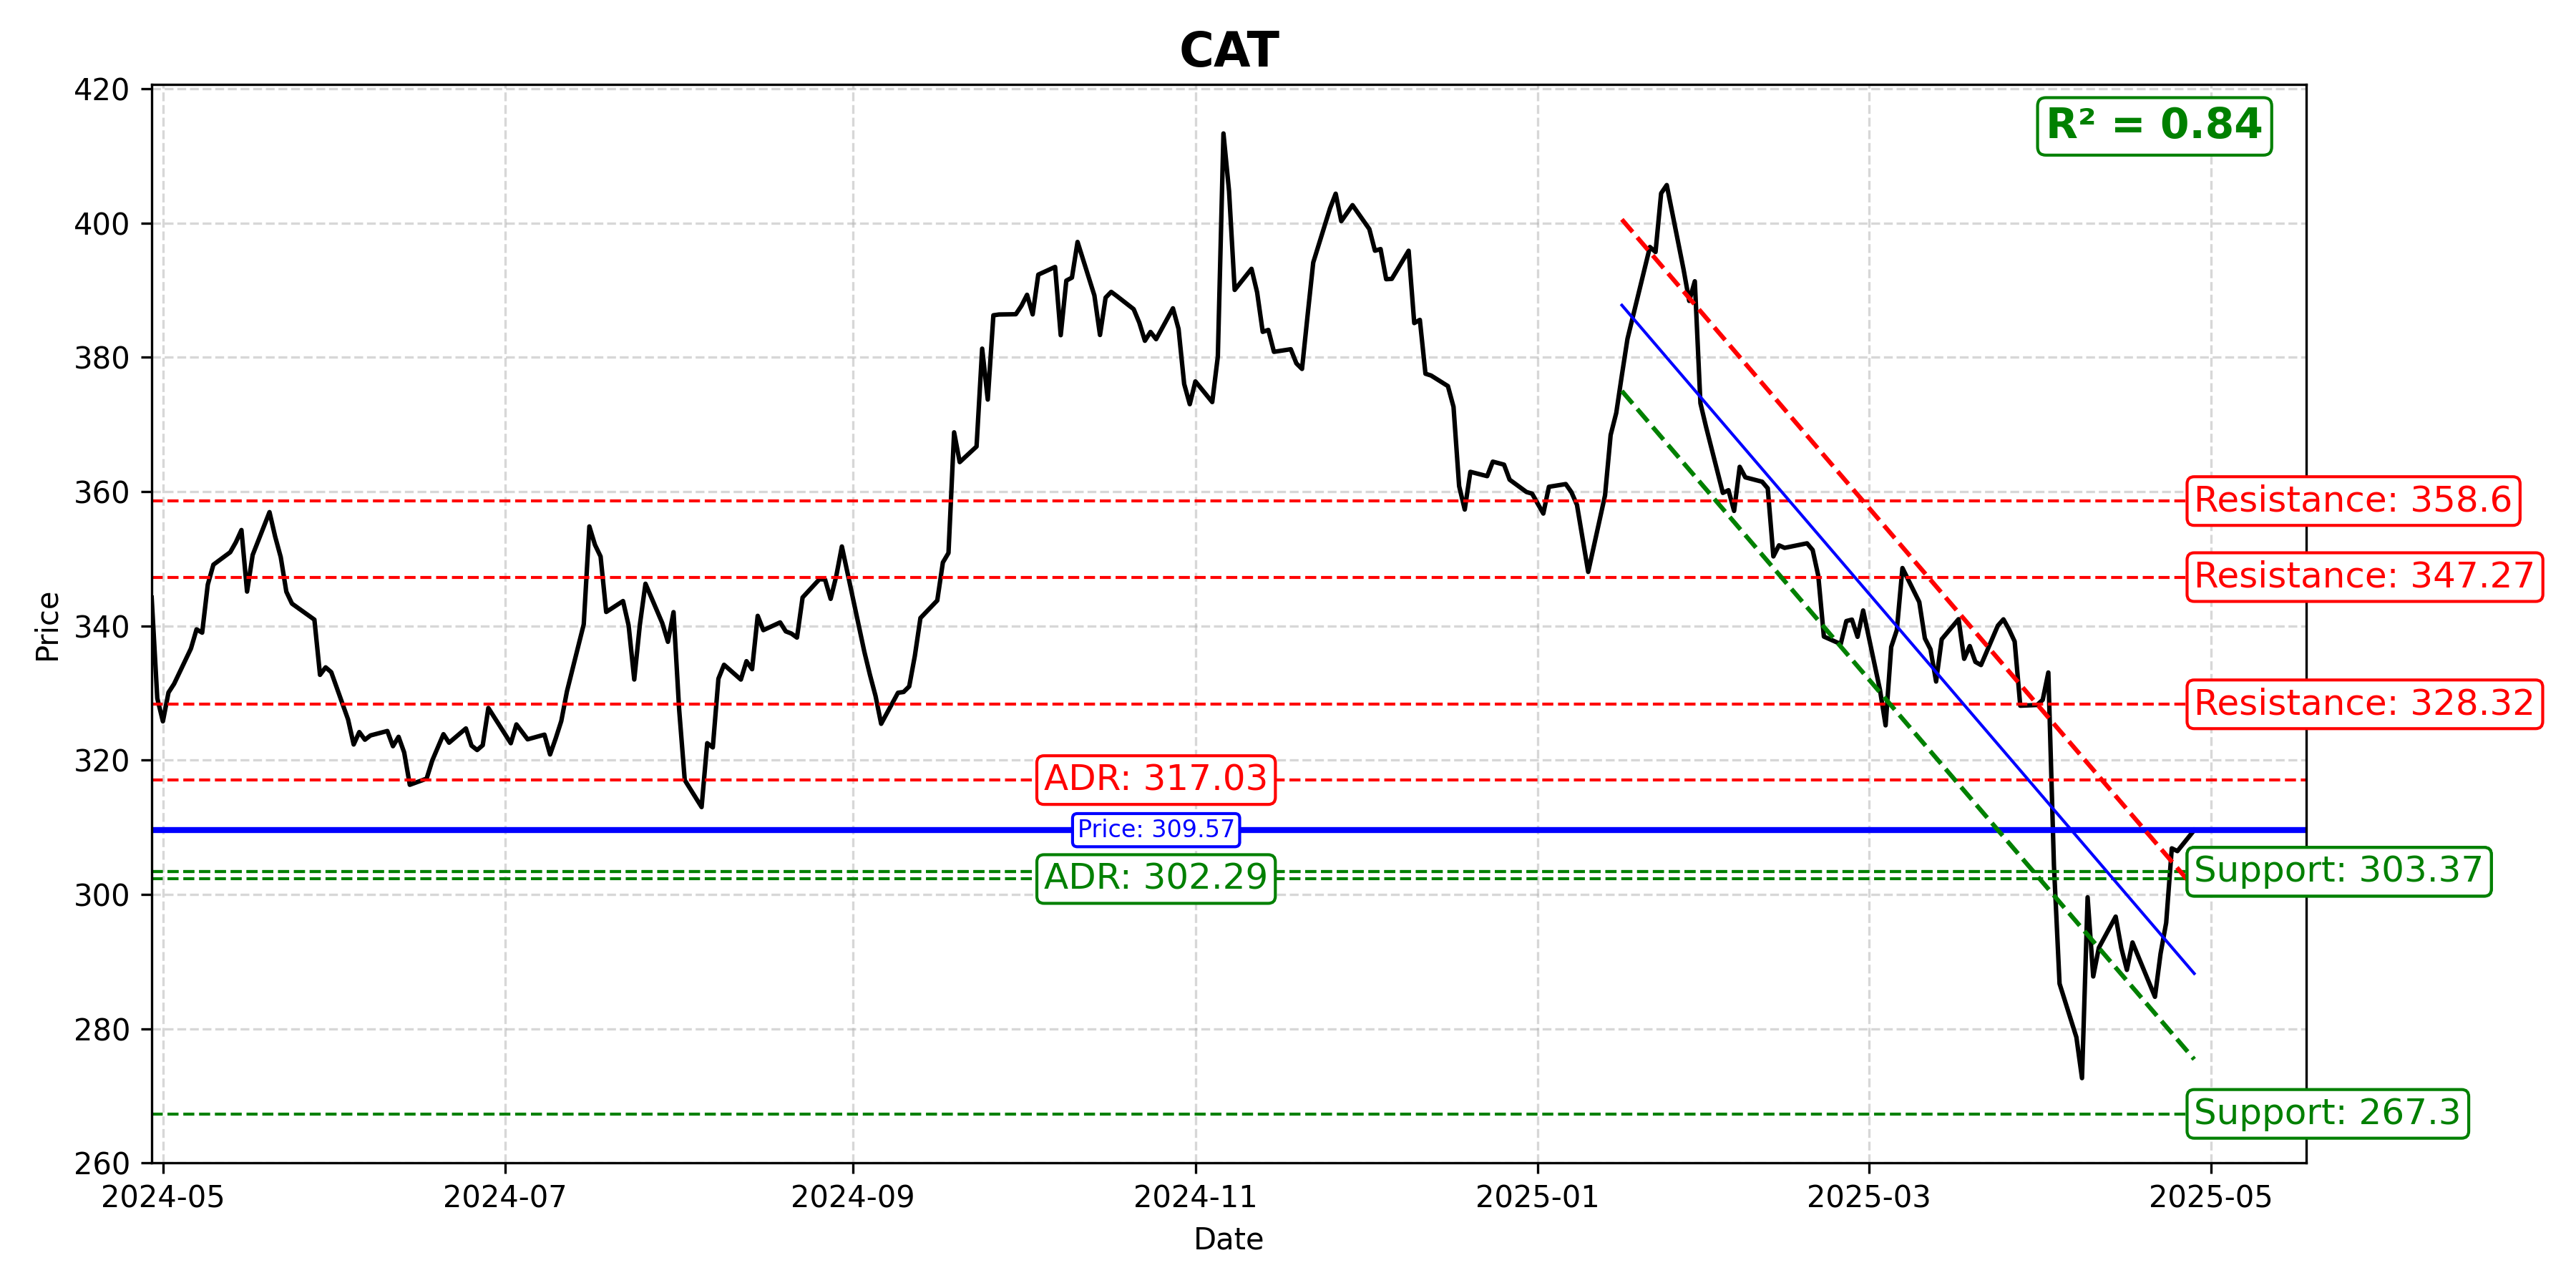 CAT
R² = 0.84
420
400
380
360
340
320
300
280
260
Price
Resistance: 358.6
Resistance: 347.27
Resistance: 328.32
ADR: 317.03
Price: 309.57
ADR: 302.29
Support: 303.37
Support: 267.3
2024-05
2024-07
2024-09
2024-11
2025-01
2025-03
2025-05
Date